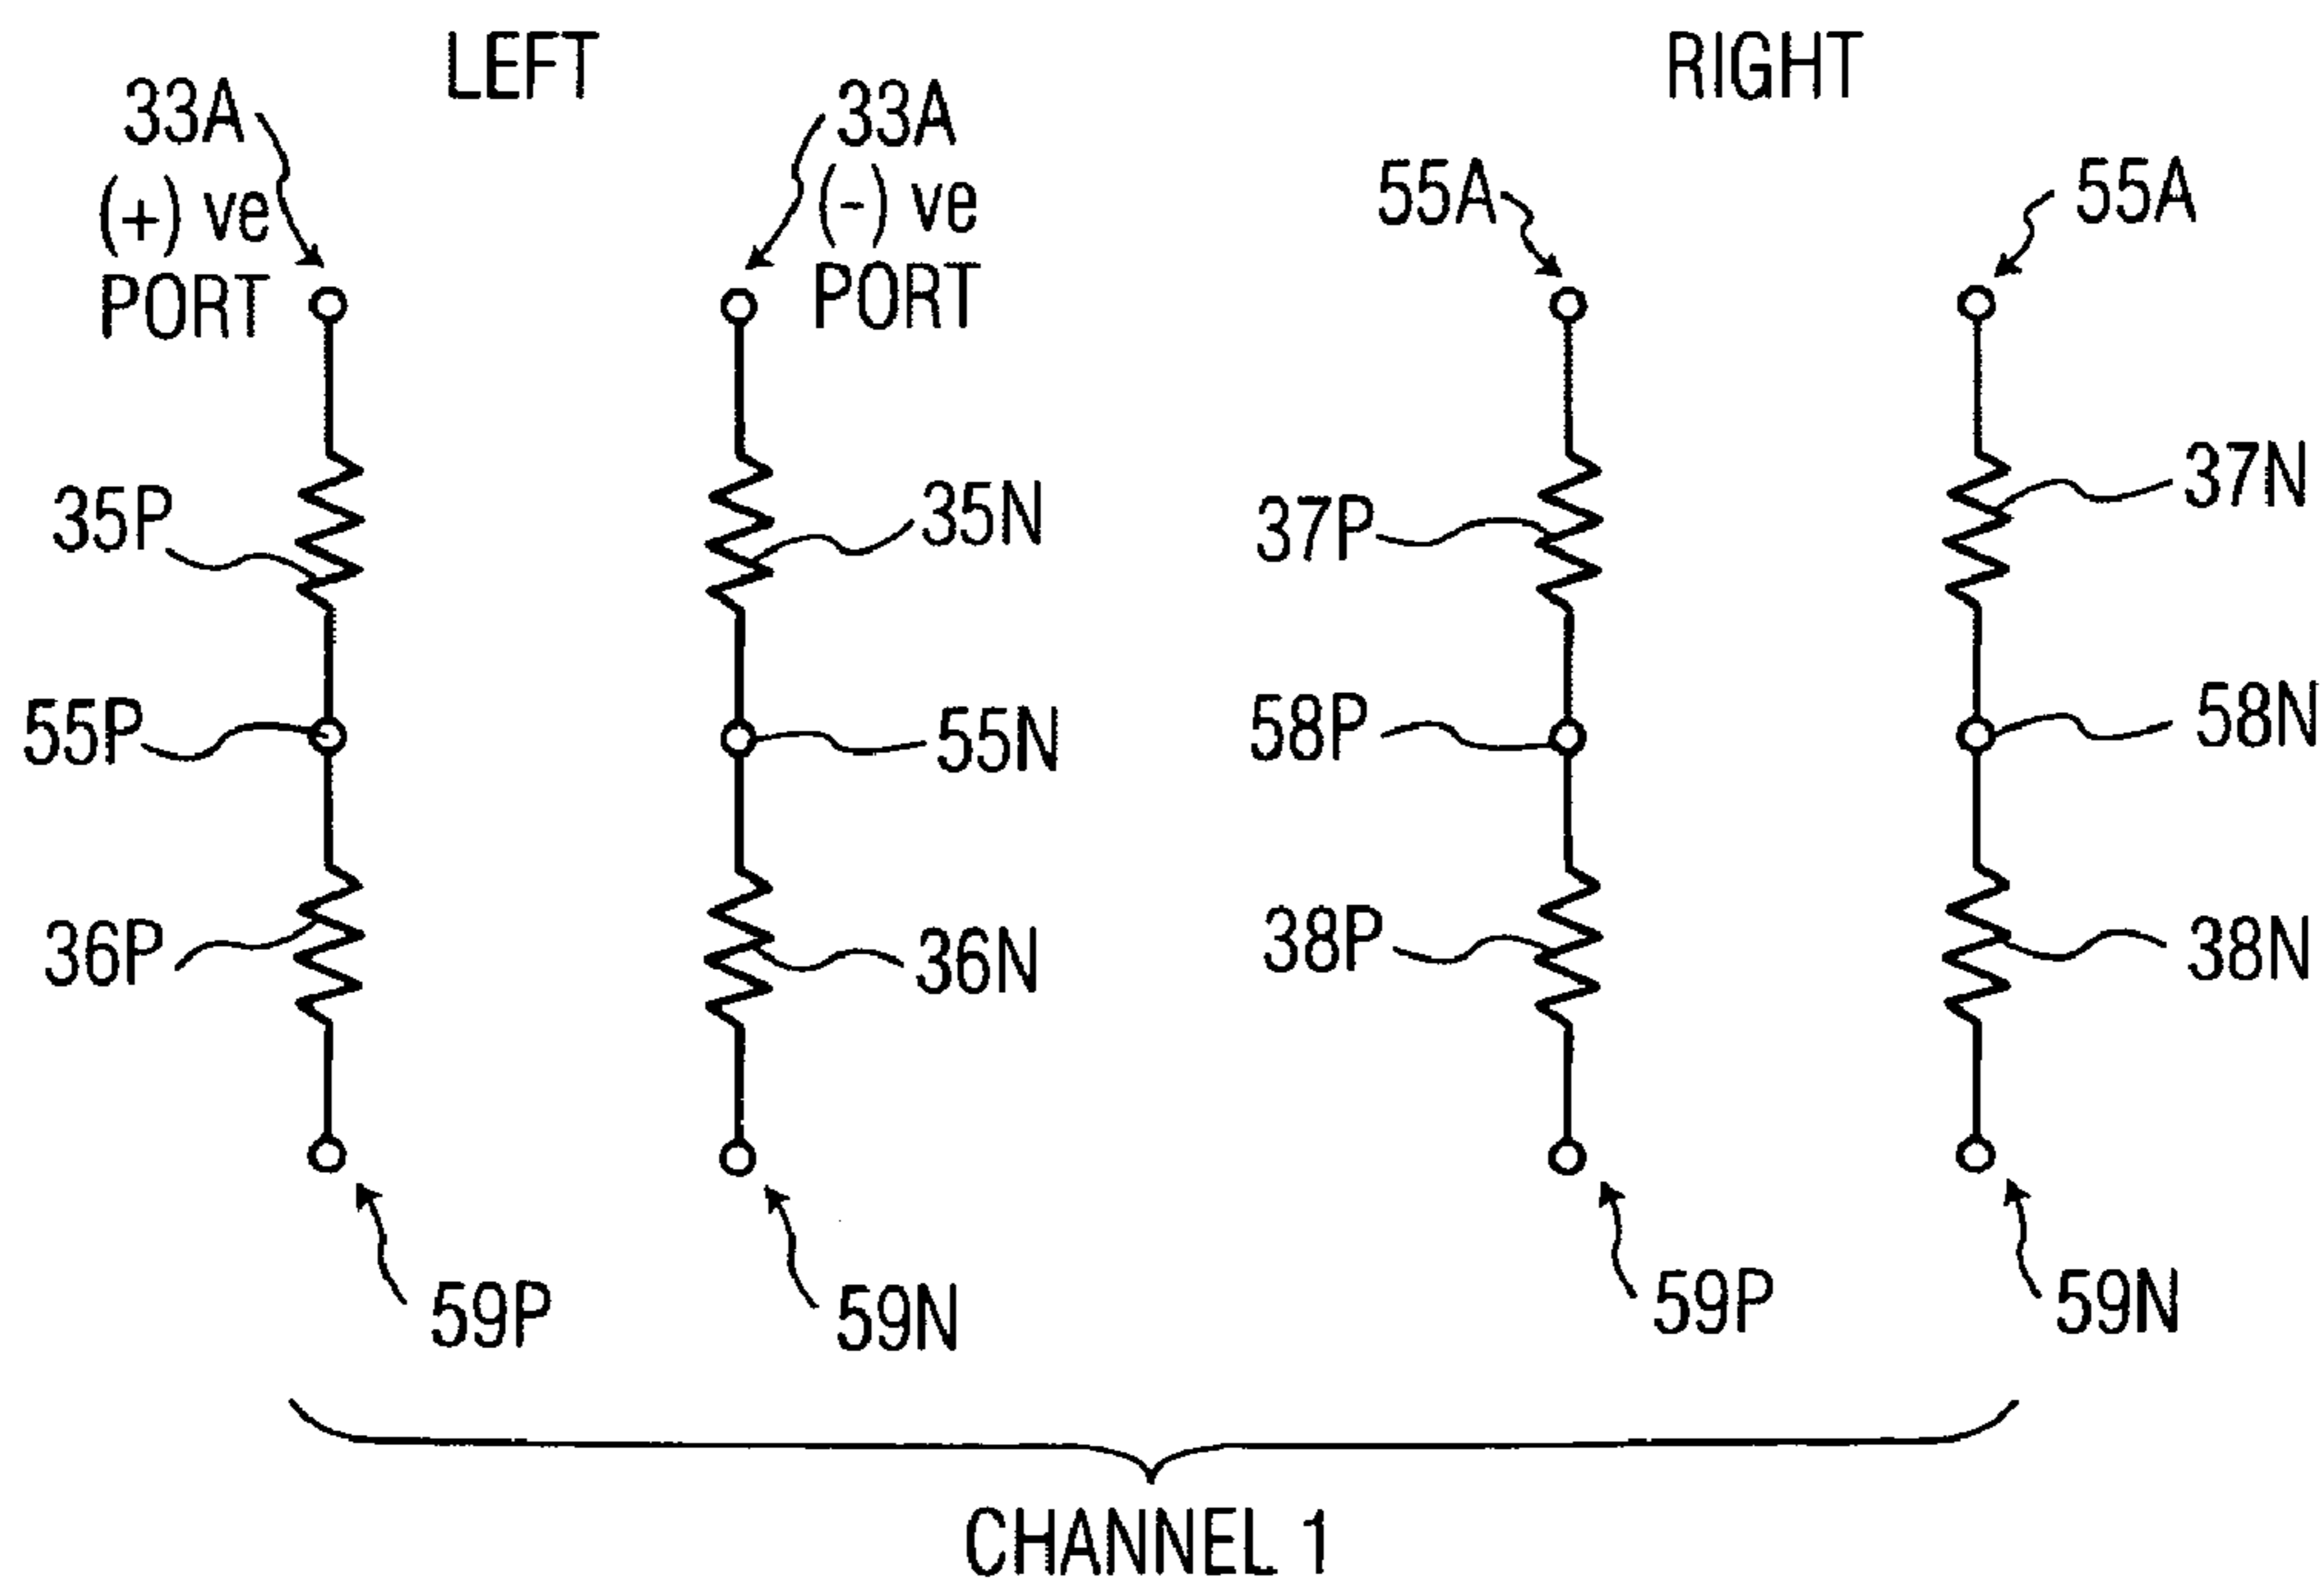 LEFT
RIGHT
33A
(+) ve
PORT
33A
(-) ve
PORT
55A
55A
35P
35N
37P
37N
55P
55N
58P
58N
36P
36N
38P
38N
59P
59N
59P
59N
CHANNEL 1